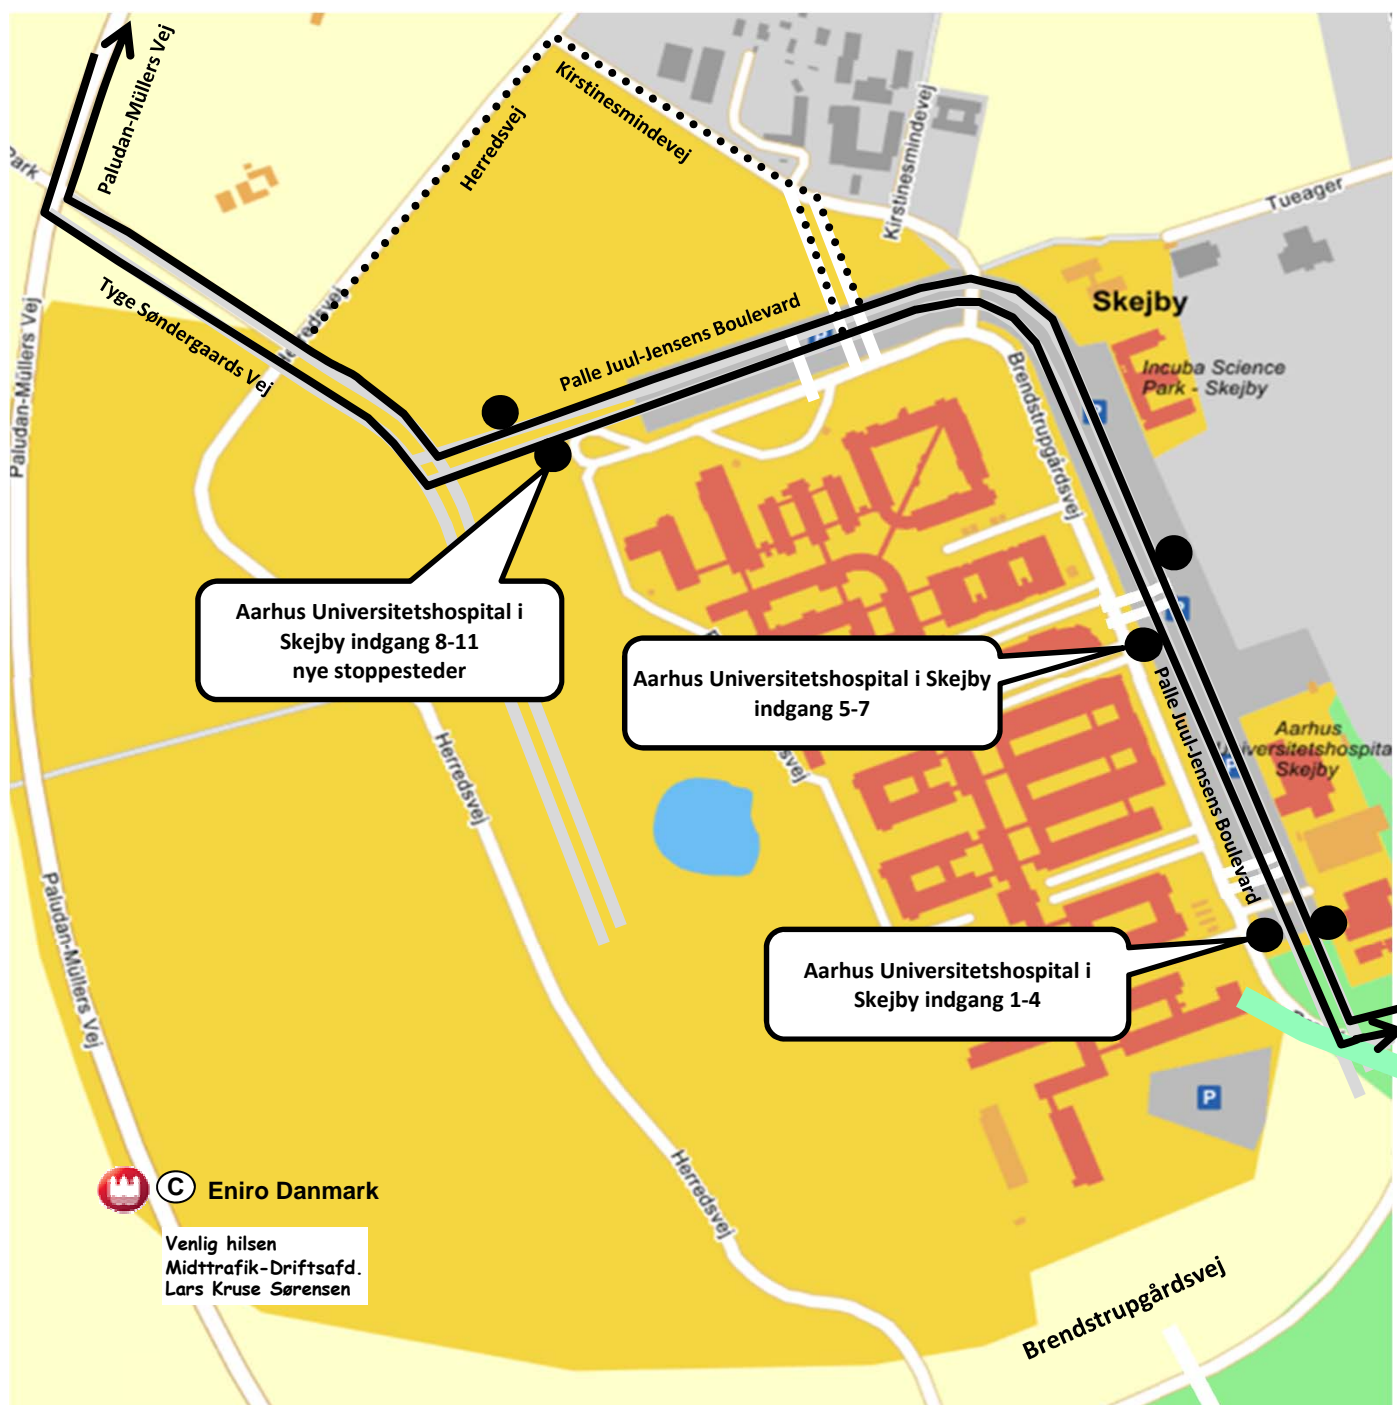 Paludan-Müllers Vej
Park
Herredsvej
Kirstinesmindevej
Kirstinesmindevej
Tueager
Skejby
Incuba Science
Park - Skejby
Tyge Søndergaards Vej
Palle Juul-Jensens Boulevard
Brendstrupgårdsvej
P
P
Paludan-Müllers Vej
Aarhus Universitetshospital i
Skejby indgang 8-11
nye stoppesteder
Aarhus Universitetshospital i Skejby
indgang 5-7
Palle Juul-Jensens Boulevard
Aarhus
Universitetshospita
Skejby
Herredsvej
Paludan-Müllers Vej
Aarhus Universitetshospital i
Skejby indgang 1-4
P
Herredsvej
C Eniro Danmark
Venlig hilsen
Midttrafik-Driftsafd.
Lars Kruse Sørensen
Brendstrupgårdsvej